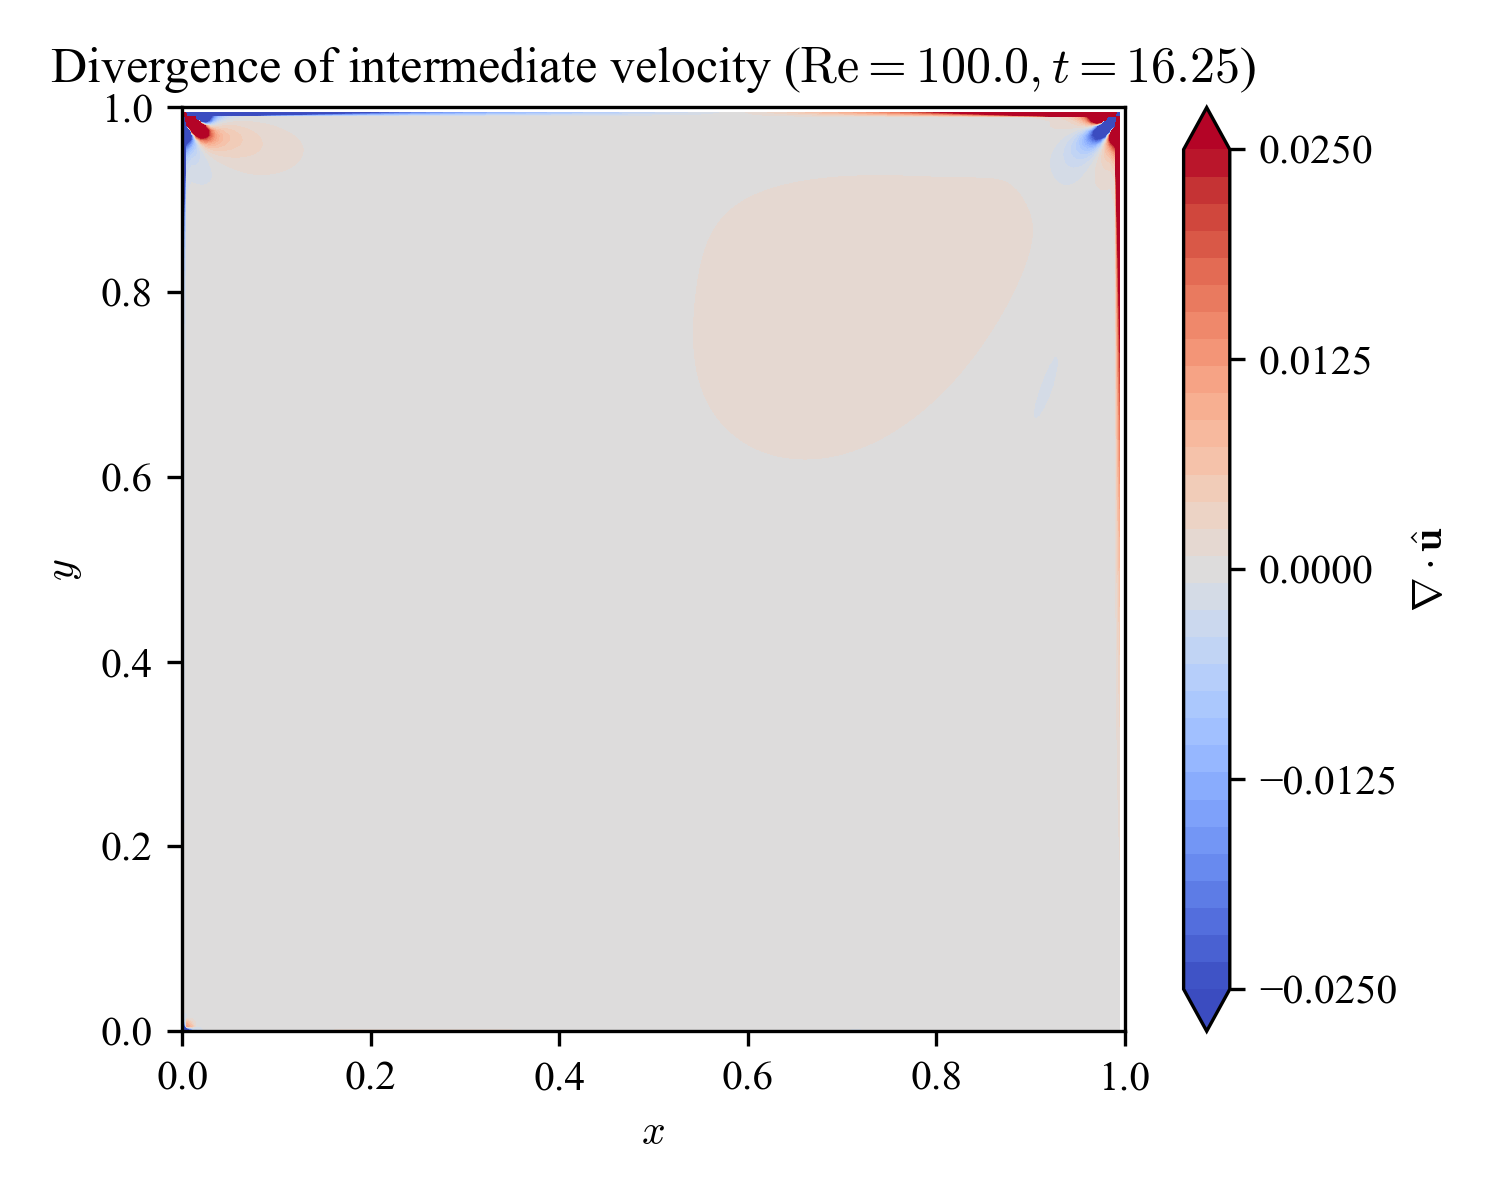 Divergence of intermediate velocity (Re = 100.0, t = 16.25)
1.0
0.8
0.6
0.4
0.2
0.0
y
0.0 0.2 0.4 0.6 0.8 1.0
x
0.0250
0.0125
0.0000
−0.0125
−0.0250
∇ · û